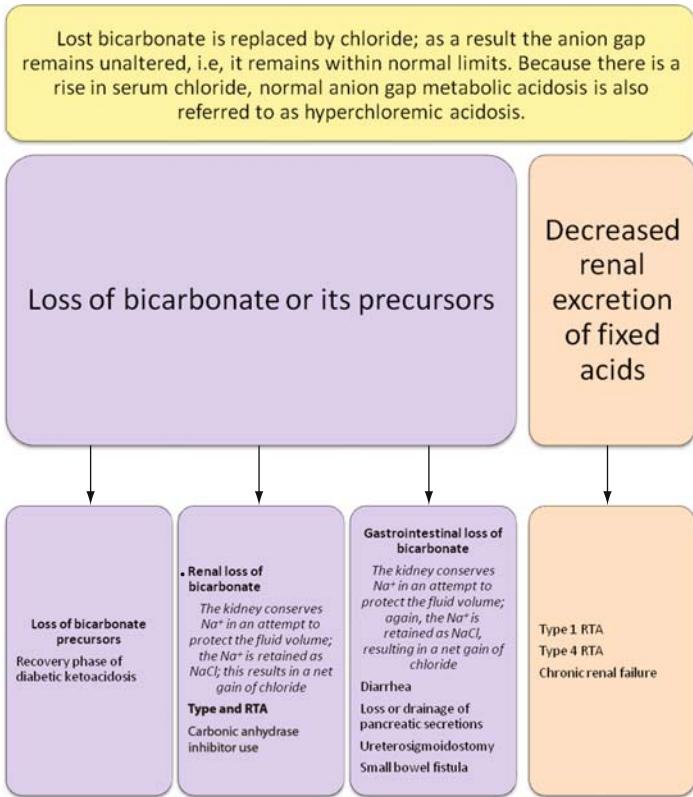 Lost bicarbonate is replaced by chloride; as a result the anion gap
remains unaltered, i.e, it remains within normal limits. Because there is a
rise in serum chloride, normal anion gap metabolic acidosis is also
referred to as hyperchloremic acidosis.
Loss of bicarbonate or its precursors
Decreased
renal
excretion
of fixed
acids
Loss of bicarbonate
precursors
Recovery phase of
diabetic ketoacidosis
• Renal loss of
bicarbonate
The kidney conserves
Na⁺ in an attempt to
protect the fluid volume;
the Na⁺ is retained as
NaCl; this results in a net
gain of chloride
Type and RTA
Carbonic anhydrase
inhibitor use
Gastrointestinal loss of
bicarbonate
The kidney conserves
Na⁺ in an attempt to
protect the fluid volume;
again, the Na⁺ is
retained as NaCl,
resulting in a net gain of
chloride
Diarrhea
Loss or drainage of
pancreatic secretions
Ureterosigmoidostomy
Small bowel fistula
Type 1 RTA
Type 4 RTA
Chronic renal failure